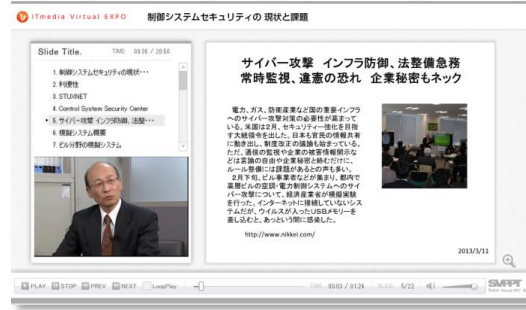 ITmedia Virtual EXPO
制御システムセキュリティの 現状と課題
Slide Title.
TIME: 08:36 / 20:50
1. 制御システムセキュリティの現状･･･
2. 利便性
3. STUXNET
4. Control System Security Center
5. サイバー攻撃 インフラ防御、法整･･･
6. 模擬システム概要
7. ビル分野の模擬システム
サイバー攻撃 インフラ防御、法整備急務
常時監視、違憲の恐れ 企業秘密もネック
電力、ガス、防衛産業など国の重要インフラ
へのサイバー攻撃対策の必要性が高まって
いる。米国は2月、セキュリティー強化を目指
す大統領令を出した。日本も官民の情報共有
に動き出し、制度改正の議論も始まっている。
ただ、通信の監視や企業の被害情報開示な
どは言論の自由や企業秘密と絡むだけに、
ルール整備には課題があるとの声も多い。
2月下旬、ビル事業者などが集まり、都内で
高層ビルの空調･電力制御システムへのサイ
バー攻撃について、経済産業省が模擬実験
を行った。インターネットに接続していないシス
テムだが、ウイルスが入ったUSBメモリーを
差し込むと、あっという間に感染した。
http://www.nikkei.com/
2013/3/11
PLAY STOP PREV NEXT LoopPlay
TIME 00:03 / 01:24 SLIDE 5/22
SMPPT